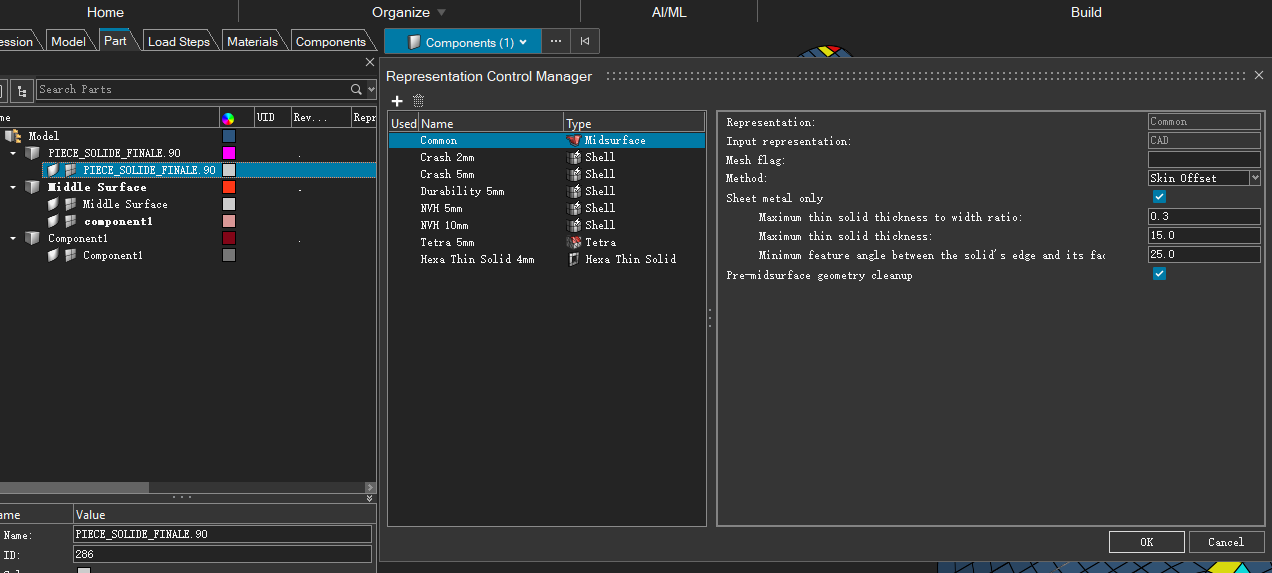 Home
Organize
AI/ML
Build
ession
Model
Part
Load Steps
Materials
Components
Components (1)
Representation Control Manager
Search Parts
me
UID
Rev...
Repr
Model
PIECE_SOLIDE_FINALE.90
PIECE_SOLIDE_FINALE.90
Middle Surface
Middle Surface
component1
Component1
Component1
Used Name Type
Common Midsurface
Crash 2mm Shell
Crash 5mm Shell
Durability 5mm Shell
NVH 5mm Shell
NVH 10mm Shell
Tetra 5mm Tetra
Hexa Thin Solid 4mm Hexa Thin Solid
Representation: Common
Input representation: CAD
Mesh flag:
Method: Skin Offset
Sheet metal only
Maximum thin solid thickness to width ratio: 0.3
Maximum thin solid thickness: 15.0
Minimum feature angle between the solid's edge and its fac 25.0
Pre-midsurface geometry cleanup
ame Value
Name: PIECE_SOLIDE_FINALE.90
ID: 286
OK
Cancel